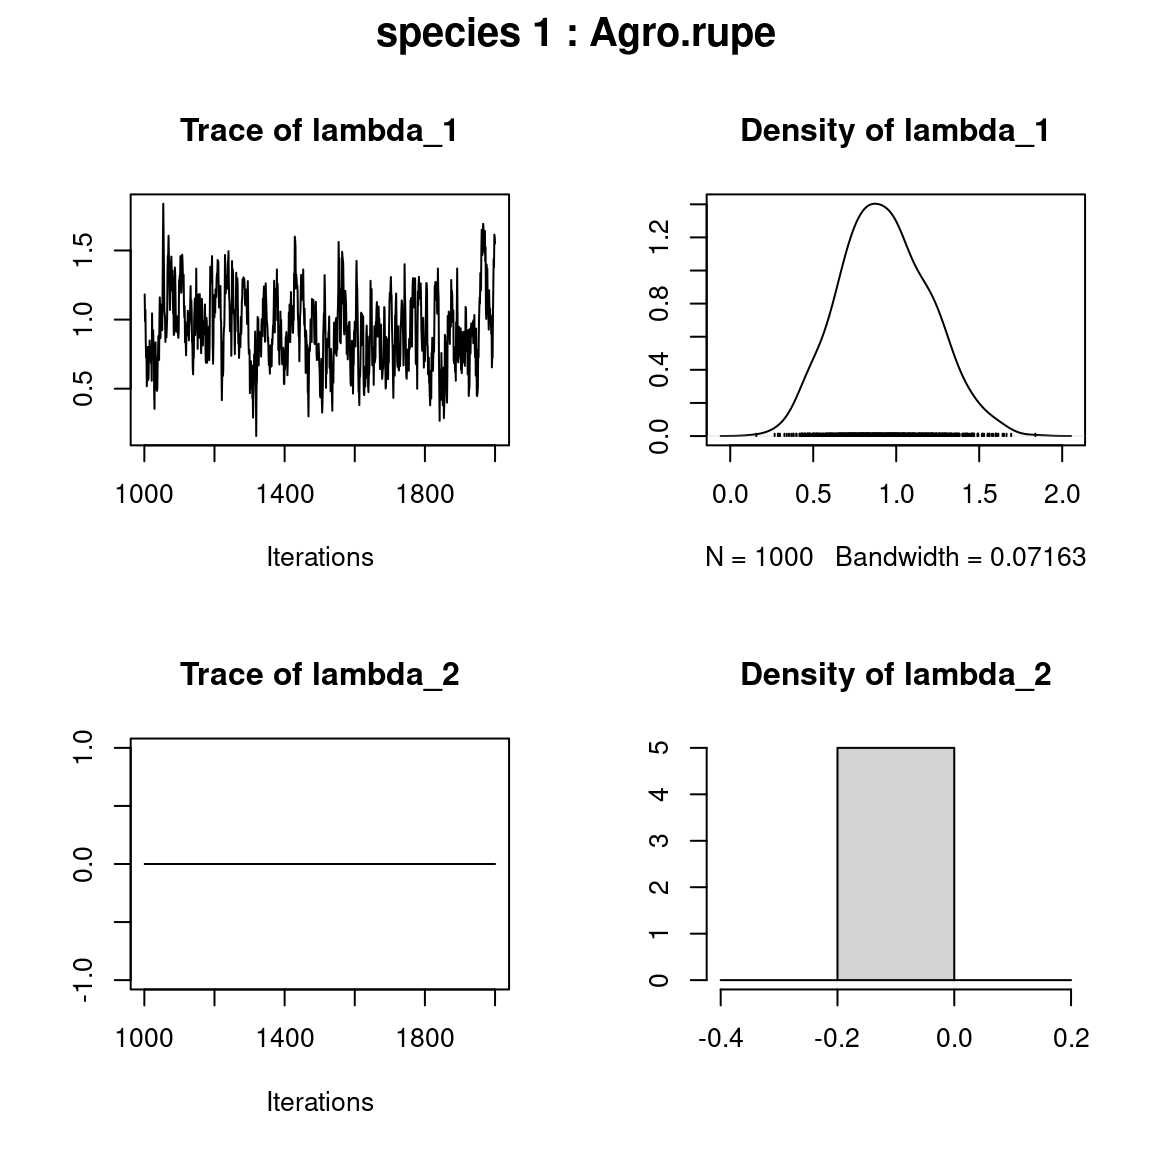 species 1 : Agro.rupe
Trace of lambda_1
0.5 1.0 1.5
1000 1400 1800
Iterations
Density of lambda_1
0.0 0.4 0.8 1.2
0.0 0.5 1.0 1.5 2.0
N = 1000 Bandwidth = 0.07163
Trace of lambda_2
-1.0 0.0 1.0
1000 1400 1800
Iterations
Density of lambda_2
0 1 2 3 4 5
-0.4 -0.2 0.0 0.2